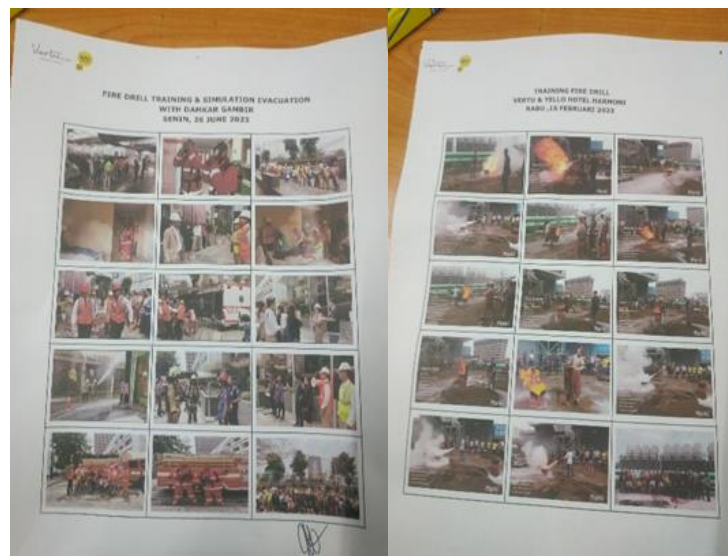 Vertu
FIRE DRILL TRAINING & SIMULATION EVACUATION
WITH DAMKAR GAMBIR
SENIN, 26 JUNE 2023
TRAINING FIRE DRILL
VERTU & YELLO HOTEL HARMONI
RABU ,15 FEBRUARI 2023